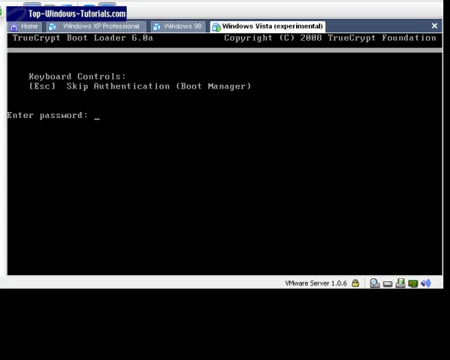 Top-Windows-Tutorials.com
Home Windows XP Professional Windows 98 Windows Vista (experimental)
TrueCrypt Boot Loader 6.0a Copyright (C) 2008 TrueCrypt Foundation
Keyboard Controls:
[Esc] Skip Authentication (Boot Manager)
Enter password: _
VMware Server 1.0.6